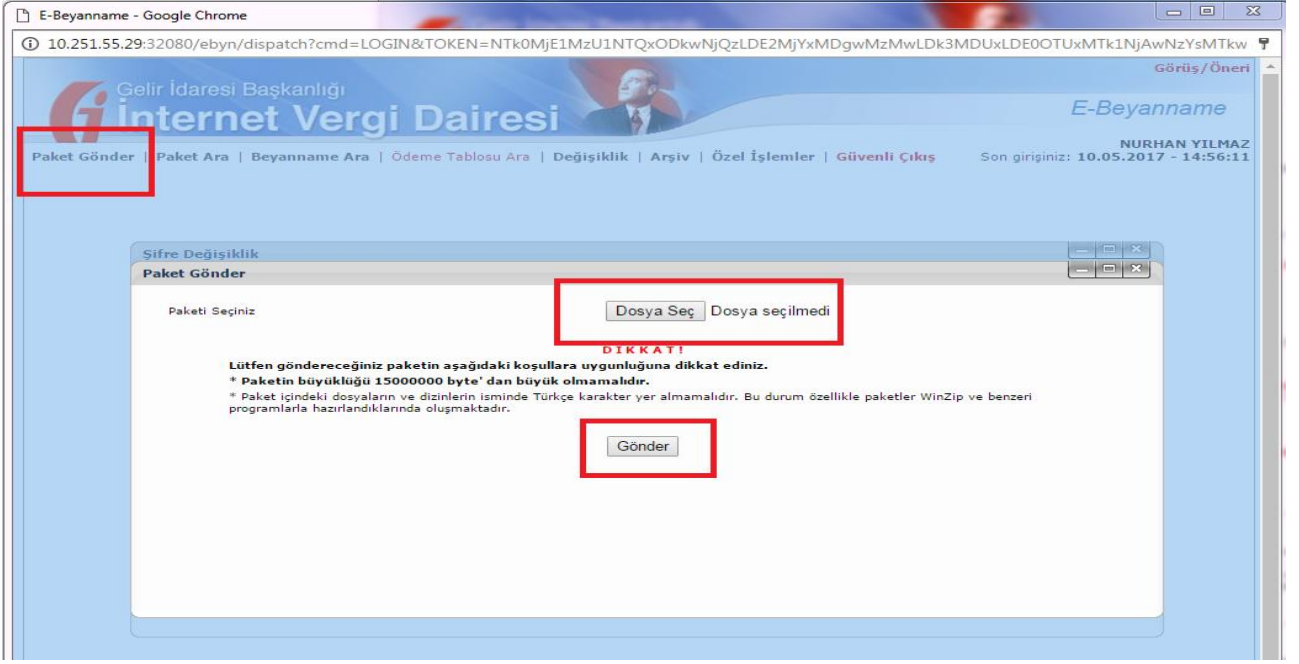 E-Beyanname - Google Chrome
10.251.55.29:32080/ebyn/dispatch?cmd=LOGIN&TOKEN=NTk0MjE1MzU1NTQxODkwNjQzLDE2MjYxMDgwMzMwLDk3MDUxLDE0OTUxMTk1NjAwNzYsMTkw
Görüş/Öneri
Gelir İdaresi Başkanlığı
İnternet Vergi Dairesi
E-Beyanname
NURHAN YILMAZ
Paket Gönder | Paket Ara | Beyanname Ara | Ödeme Tablosu Ara | Değişiklik | Arşiv | Özel İşlemler | Güvenli Çıkış Son girişiniz: 10.05.2017 - 14:56:11
Şifre Değişiklik
Paket Gönder
Paketi Seçiniz Dosya Seç Dosya seçilmedi
DİKKAT!
Lütfen göndereceğiniz paketin aşağıdaki koşullara uygunluğuna dikkat ediniz.
* Paketin büyüklüğü 15000000 byte' dan büyük olmamalıdır.
* Paket içindeki dosyaların ve dizinlerin isminde Türkçe karakter yer almamalıdır. Bu durum özellikle paketler WinZip ve benzeri
programlarla hazırlandıklarında oluşmaktadır.
Gönder